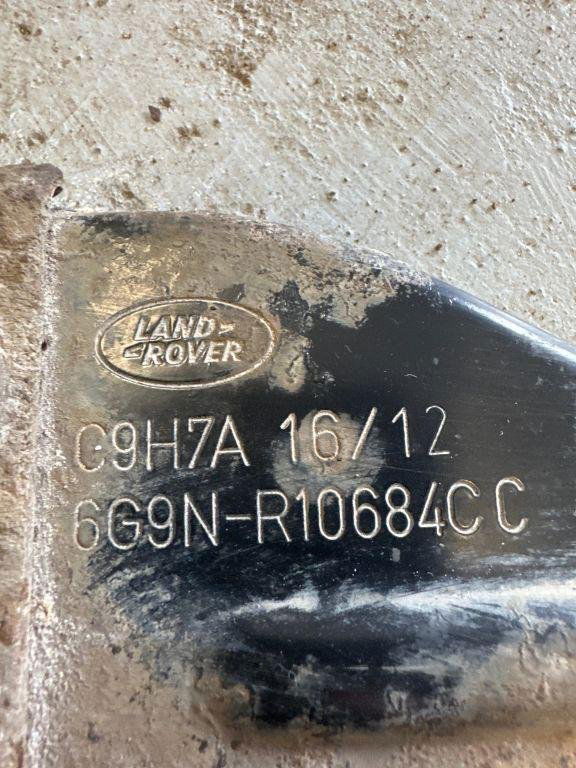 LAND-
-ROVER
C9H7A 16/12
6G9N-R10684CC